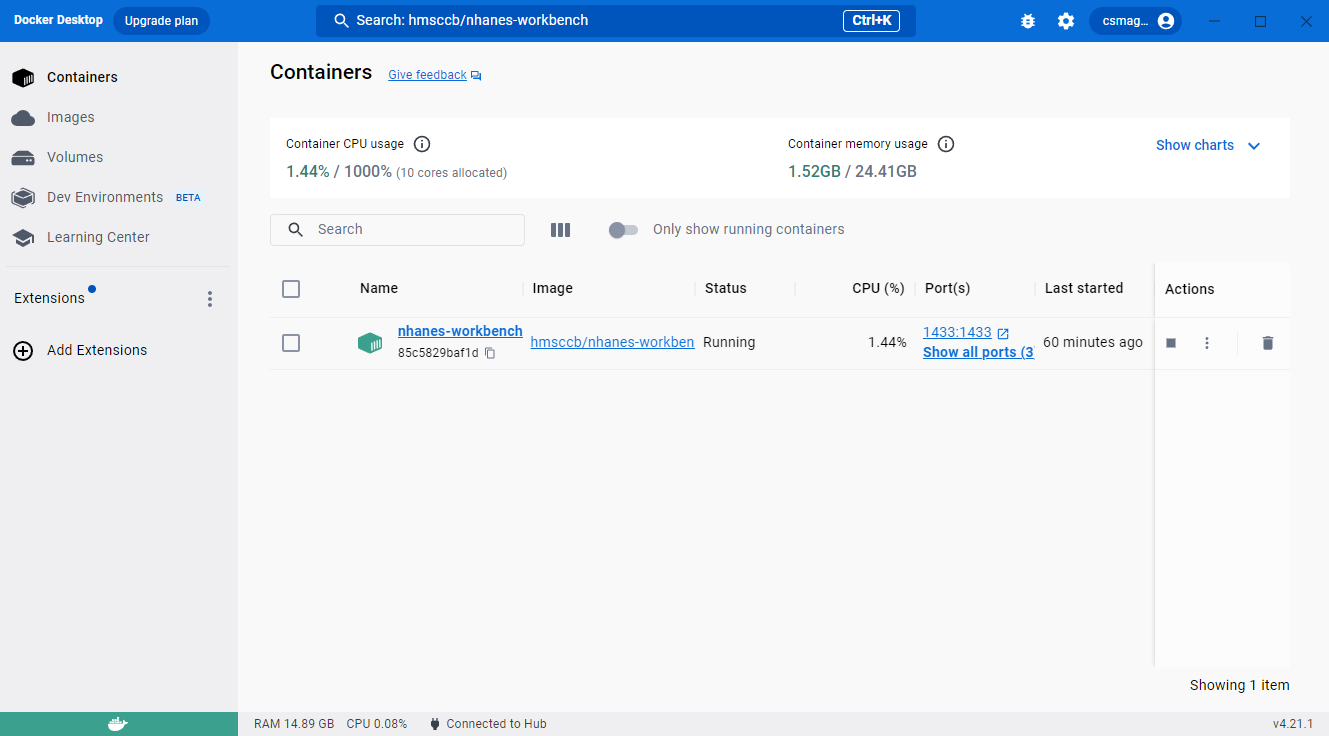 Docker Desktop
Upgrade plan
Search: hmsccb/nhanes-workbench
Ctrl+K
csmag...
Containers
Images
Volumes
Dev Environments BETA
Learning Center
Extensions
Add Extensions
Containers
Give feedback
Container CPU usage
1.44% / 1000% (10 cores allocated)
Container memory usage
1.52GB / 24.41GB
Show charts
Search
Only show running containers
Name Image Status CPU (%) Port(s) Last started Actions
nhanes-workbench
85c5829baf1d
hmsccb/nhanes-workben
Running
1.44%
1433:1433
Show all ports (3
60 minutes ago
Showing 1 item
RAM 14.89 GB CPU 0.08% Connected to Hub
v4.21.1